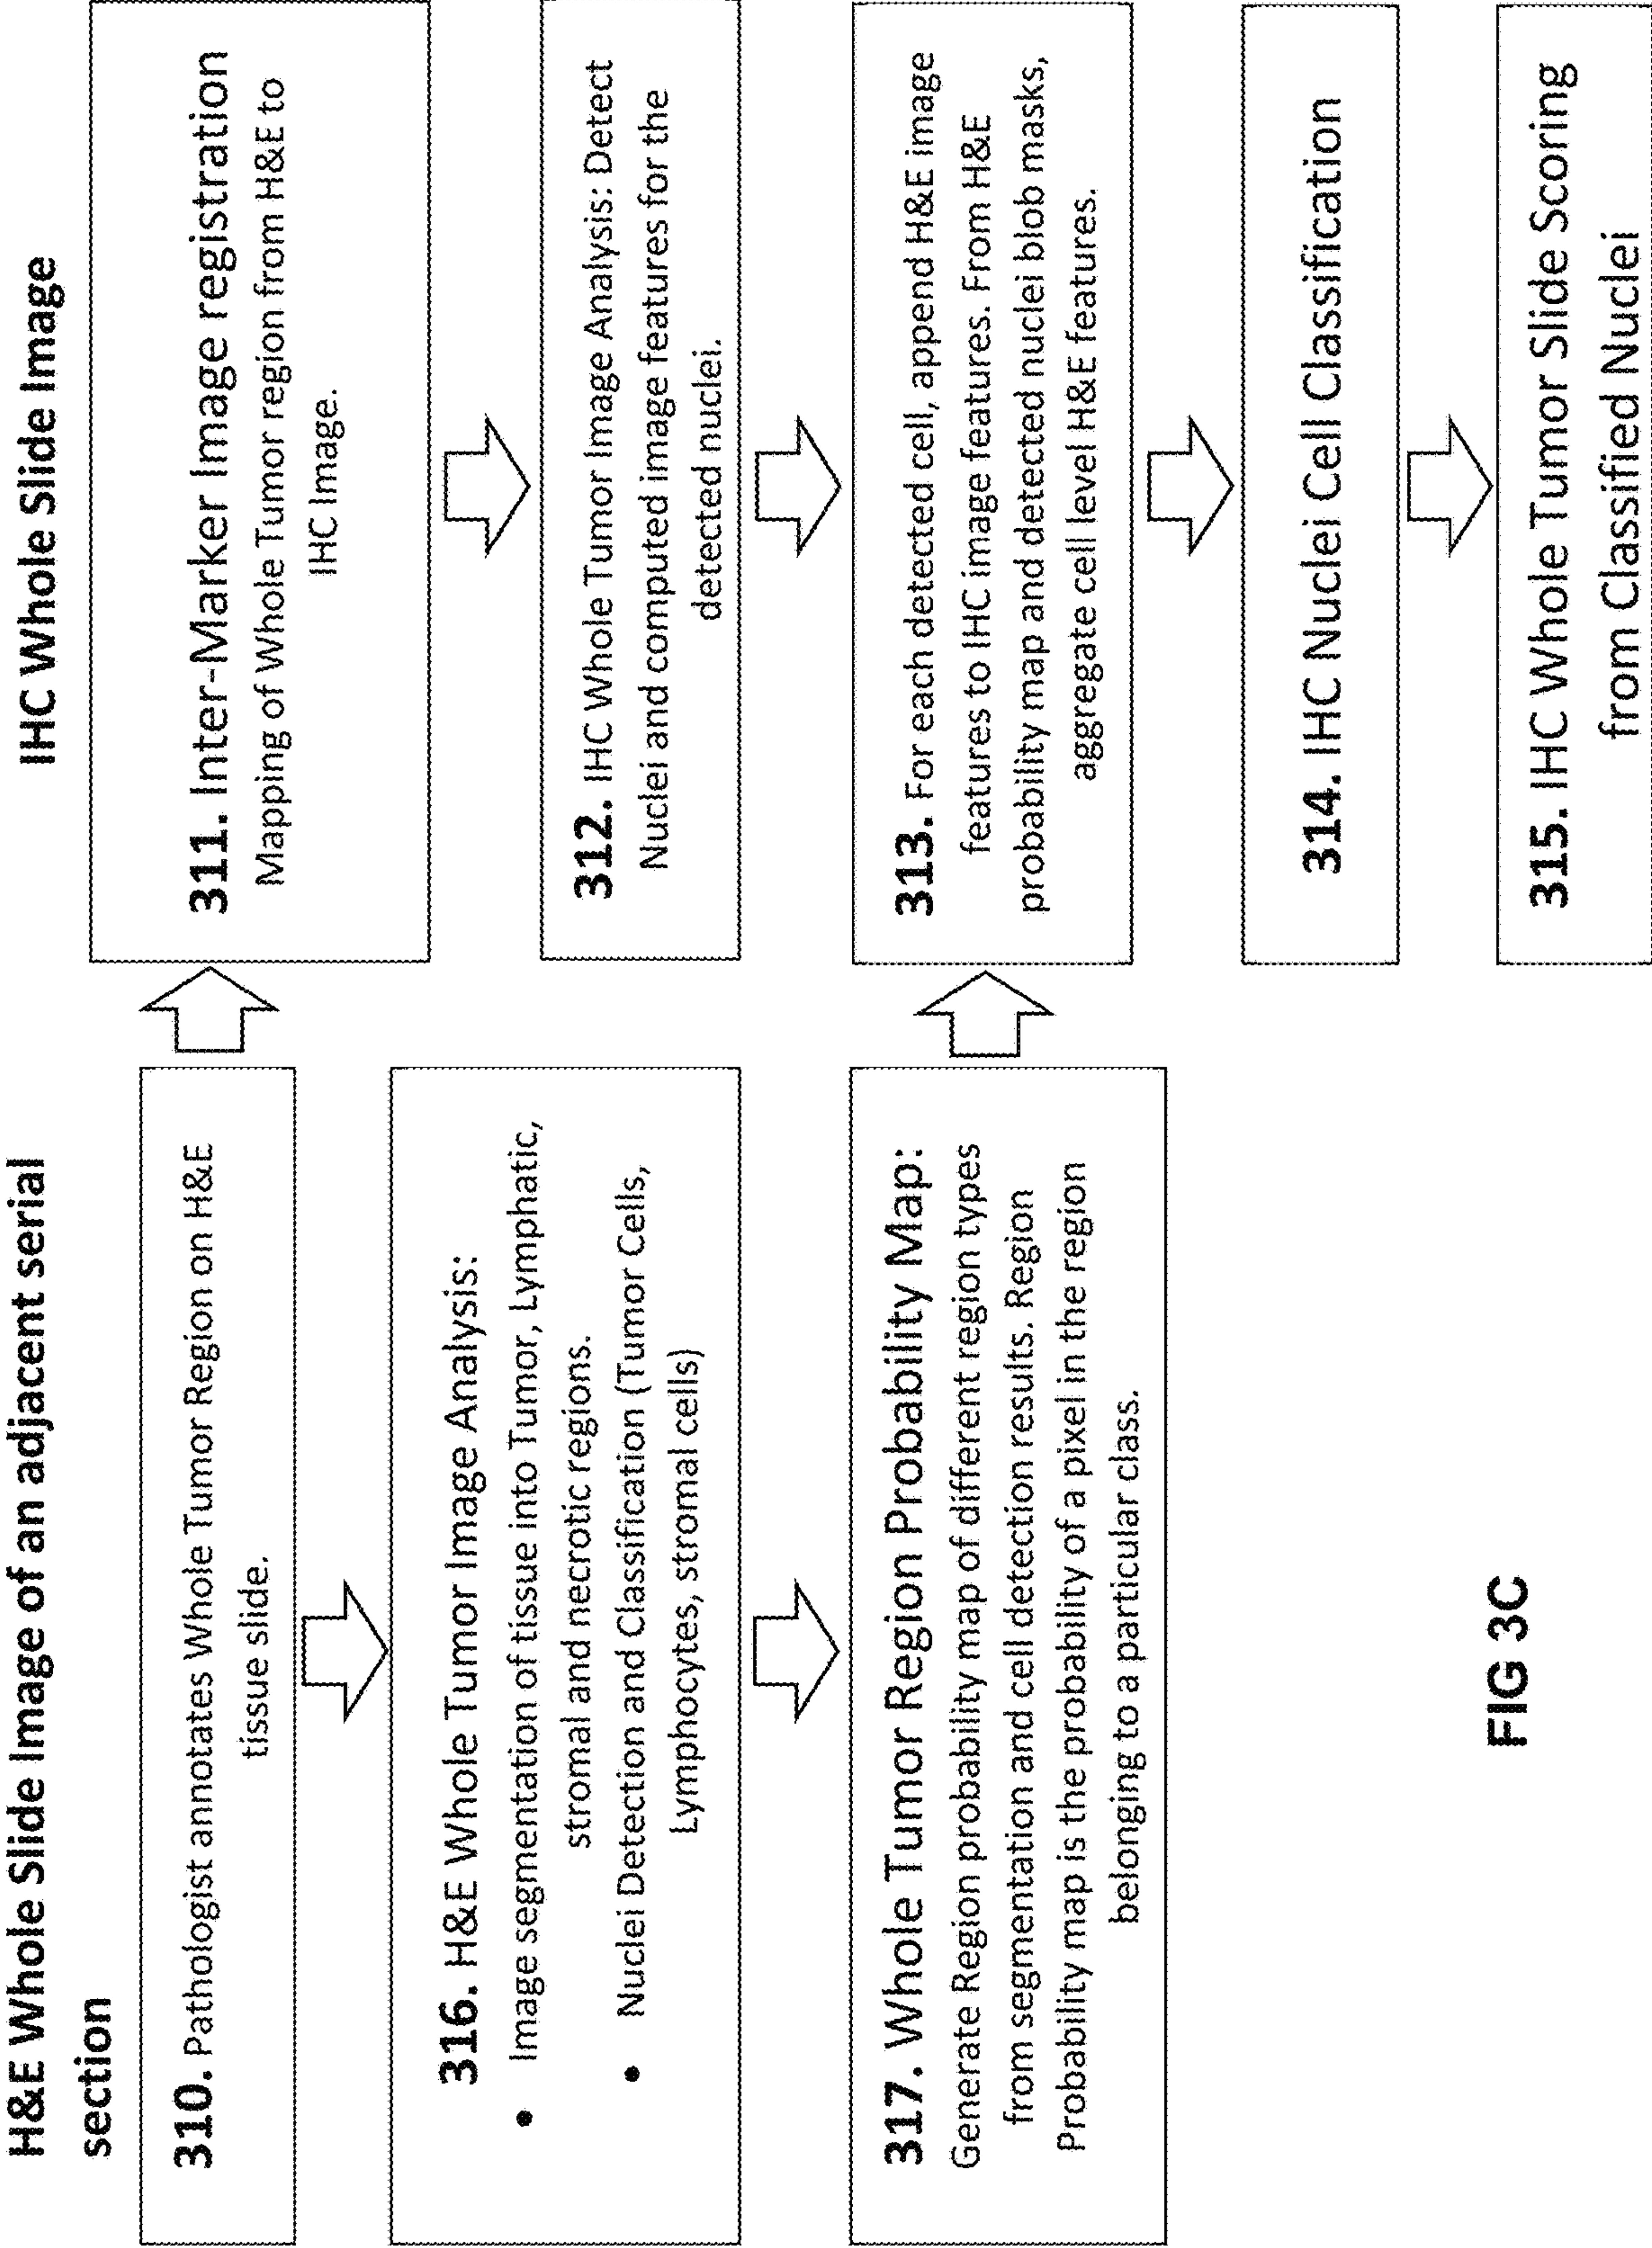 H&E Whole Slide Image of an adjacent serial
section
310. Pathologist annotates Whole Tumor Region on H&E
tissue slide.
316. H&E Whole Tumor Image Analysis:
• Image segmentation of tissue into Tumor, Lymphatic,
stromal and necrotic regions.
• Nuclei Detection and Classification (Tumor Cells,
Lymphocytes, stromal cells)
317. Whole Tumor Region Probability Map:
Generate Region probability map of different region types
from segmentation and cell detection results. Region
Probability map is the probability of a pixel in the region
belonging to a particular class.
IHC Whole Slide Image
311. Inter-Marker Image registration
Mapping of Whole Tumor region from H&E to
IHC Image.
312. IHC Whole Tumor Image Analysis: Detect
Nuclei and computed image features for the
detected nuclei.
313. For each detected cell, append H&E image
features to IHC image features. From H&E
probability map and detected nuclei blob masks,
aggregate cell level H&E features.
314. IHC Nuclei Cell Classification
315. IHC Whole Tumor Slide Scoring
from Classified Nuclei
FIG 3C